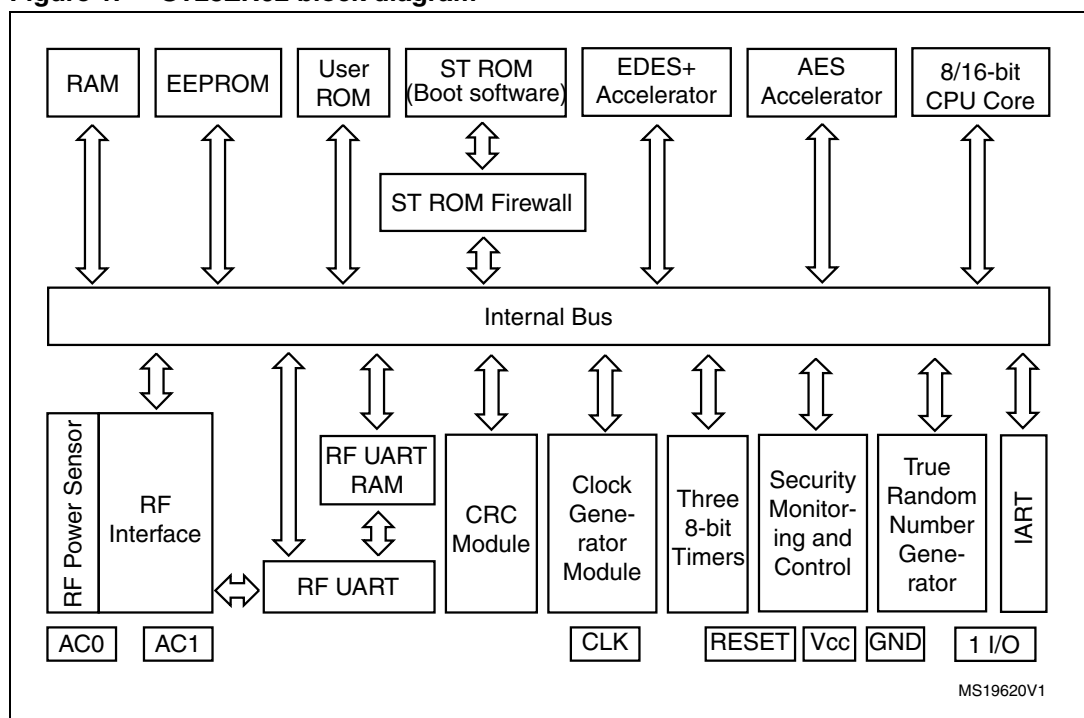 RAM
EEPROM
User
ROM
ST ROM
(Boot software)
EDES+
Accelerator
AES
Accelerator
8/16-bit
CPU Core
ST ROM Firewall
Internal Bus
RF Power Sensor
RF
Interface
RF UART
RAM
RF UART
CRC
Module
Clock
Gene-
rator
Module
Three
8-bit
Timers
Security
Monitor-
ing and
Control
True
Random
Number
Gene-
rator
IART
AC0
AC1
CLK
RESET
Vcc
GND
1 I/O
MS19620V1